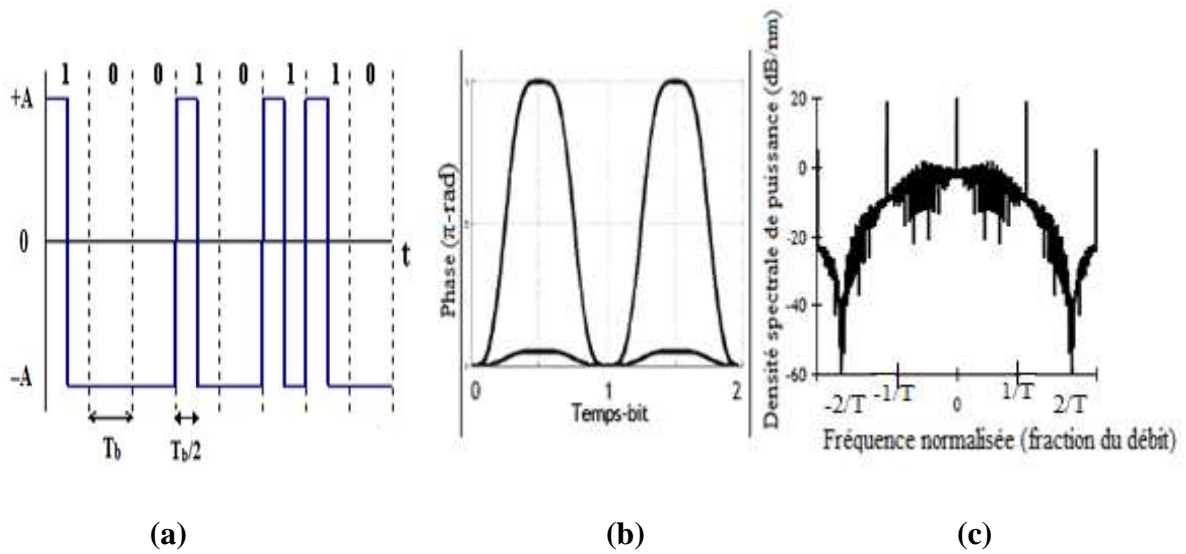 1 0 0 1 0 1 1 0
+A
0
t
–A
Tb
Tb/2
Phase (π-rad)
0 1 2
Temps-bit
Densité spectrale de puissance (dB/nm)
20
0
-20
-40
-60
-2/T -1/T 0 1/T 2/T
Fréquence normalisée (fraction du débit)
(a) (b) (c)